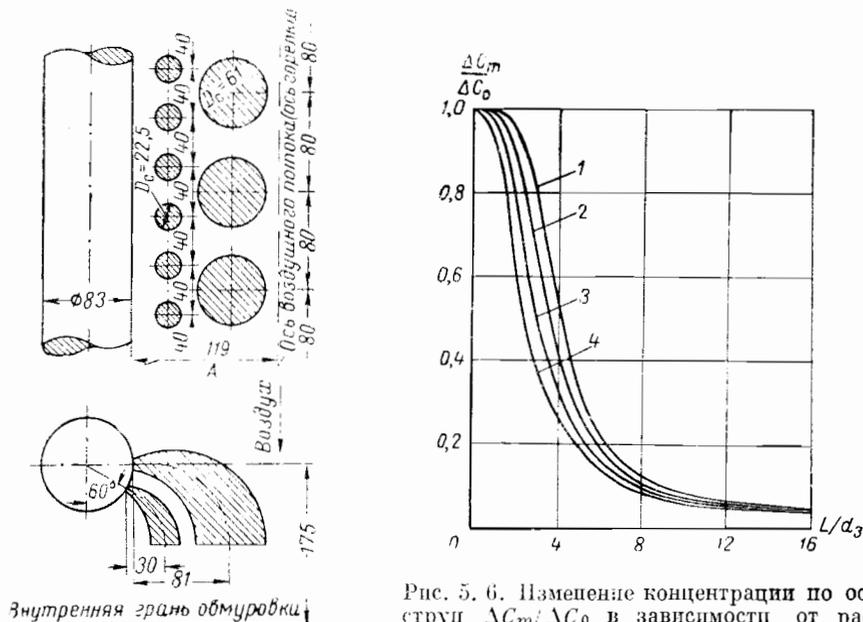 40
40
40
40
40
40
D_c=22,5
D_c=61
80
80
80
80
Ось воздушного потока (ось горелки)
ϕ83
119
А
Воздух
60°
30
81
175
Внутренняя грань обмуровки
ΔC_m/ΔC_0
1,0
0,8
0,6
0,4
0,2
0
4
8
12
16
L/d_э
1
2
3
4
Рис. 5.6. Изменение концентрации по ос
струи ΔC_m/ΔC_0 в зависимости от ра